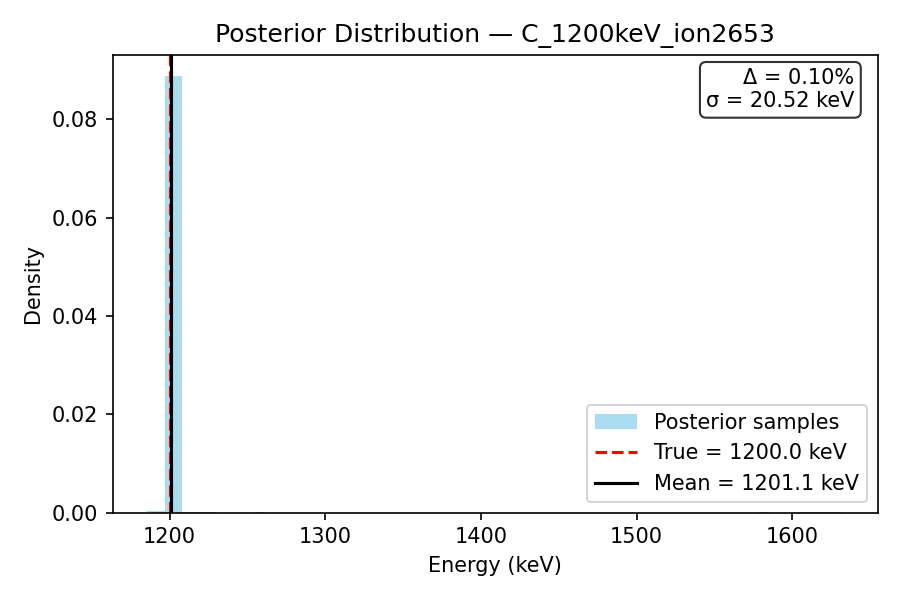 Posterior Distribution — C_1200keV_ion2653
Δ = 0.10%
σ = 20.52 keV
0.08
0.06
0.04
0.02
0.00
Density
Posterior samples
True = 1200.0 keV
Mean = 1201.1 keV
1200 1300 1400 1500 1600
Energy (keV)